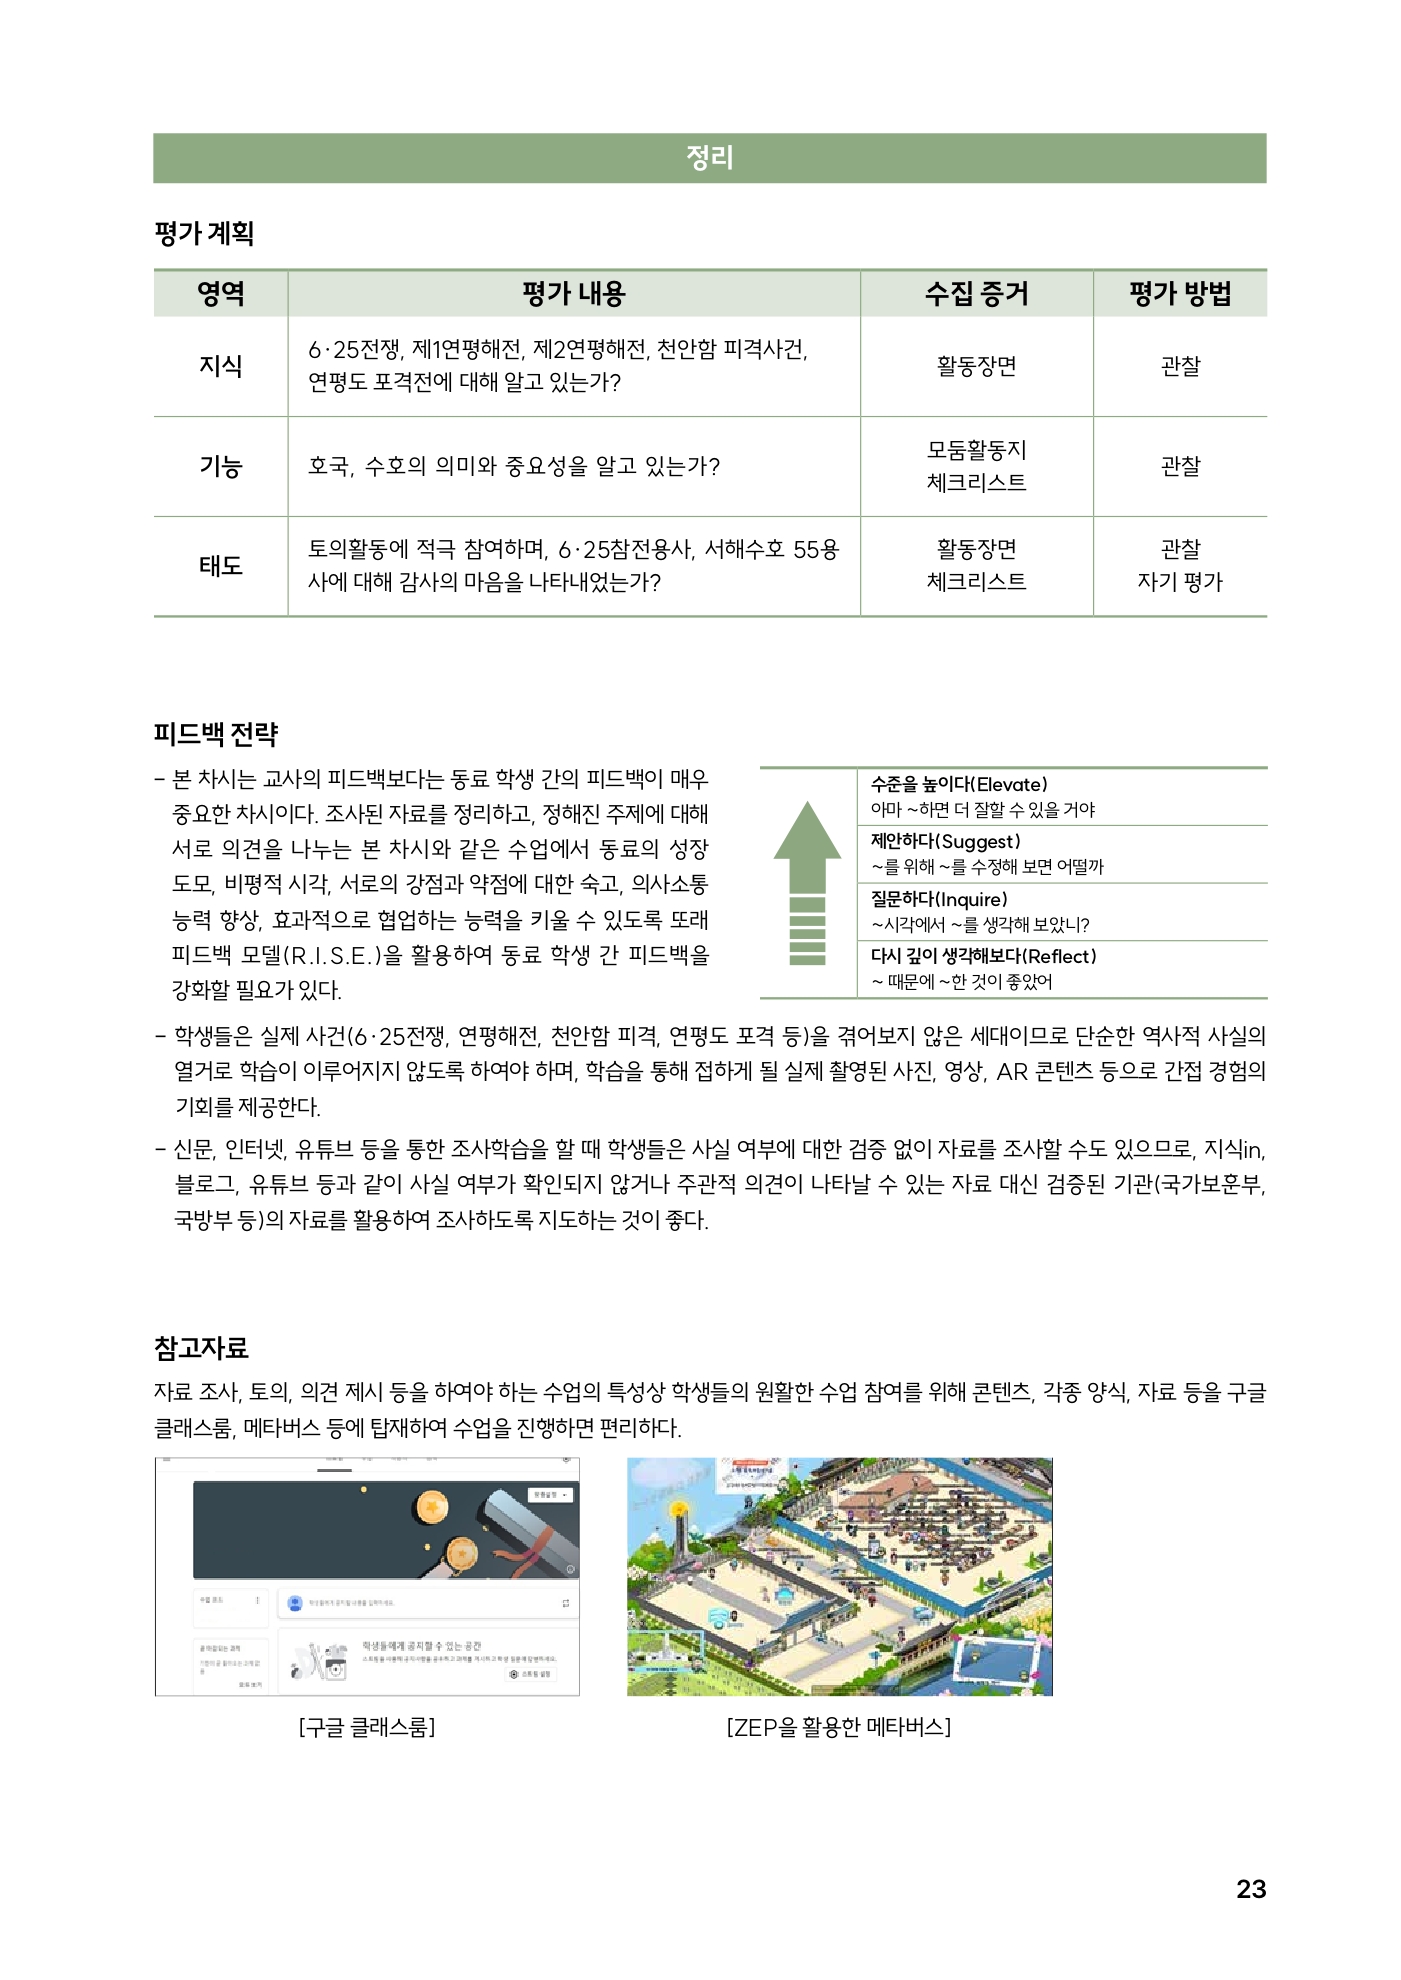 정리
평가 계획
영역 평가 내용 수집 증거 평가 방법
지식
6·25전쟁, 제1연평해전, 제2연평해전, 천안함 피격사건,
연평도 포격전에 대해 알고 있는가?
활동장면
관찰
기능
호국, 수호의 의미와 중요성을 알고 있는가?
모둠활동지
체크리스트
관찰
태도
토의활동에 적극 참여하며, 6·25참전용사, 서해수호 55용
사에 대해 감사의 마음을 나타내었는가?
활동장면
체크리스트
관찰
자기 평가
피드백 전략
– 본 차시는 교사의 피드백보다는 동료 학생 간의 피드백이 매우
중요한 차시이다. 조사된 자료를 정리하고, 정해진 주제에 대해
서로 의견을 나누는 본 차시와 같은 수업에서 동료의 성장
도모, 비평적 시각, 서로의 강점과 약점에 대한 숙고, 의사소통
능력 향상, 효과적으로 협업하는 능력을 키울 수 있도록 또래
피드백 모델(R.I.S.E.)을 활용하여 동료 학생 간 피드백을
강화할 필요가 있다.
수준을 높이다(Elevate)
아마 ~하면 더 잘할 수 있을 거야
제안하다(Suggest)
~를 위해 ~를 수정해 보면 어떨까
질문하다(Inquire)
~시각에서 ~를 생각해 보았니?
다시 깊이 생각해보다(Reflect)
~ 때문에 ~한 것이 좋았어
– 학생들은 실제 사건(6·25전쟁, 연평해전, 천안함 피격, 연평도 포격 등)을 겪어보지 않은 세대이므로 단순한 역사적 사실의
열거로 학습이 이루어지지 않도록 하여야 하며, 학습을 통해 접하게 될 실제 촬영된 사진, 영상, AR 콘텐츠 등으로 간접 경험의
기회를 제공한다.
– 신문, 인터넷, 유튜브 등을 통한 조사학습을 할 때 학생들은 사실 여부에 대한 검증 없이 자료를 조사할 수도 있으므로, 지식in,
블로그, 유튜브 등과 같이 사실 여부가 확인되지 않거나 주관적 의견이 나타날 수 있는 자료 대신 검증된 기관(국가보훈부,
국방부 등)의 자료를 활용하여 조사하도록 지도하는 것이 좋다.
참고자료
자료 조사, 토의, 의견 제시 등을 하여야 하는 수업의 특성상 학생들의 원활한 수업 참여를 위해 콘텐츠, 각종 양식, 자료 등을 구글
클래스룸, 메타버스 등에 탑재하여 수업을 진행하면 편리하다.
수업 코드
학생들에게 공지할 내용을 입력하세요.
학생들에게 공지할 수 있는 공간
스트림 설정
[구글 클래스룸]
[ZEP을 활용한 메타버스]
23